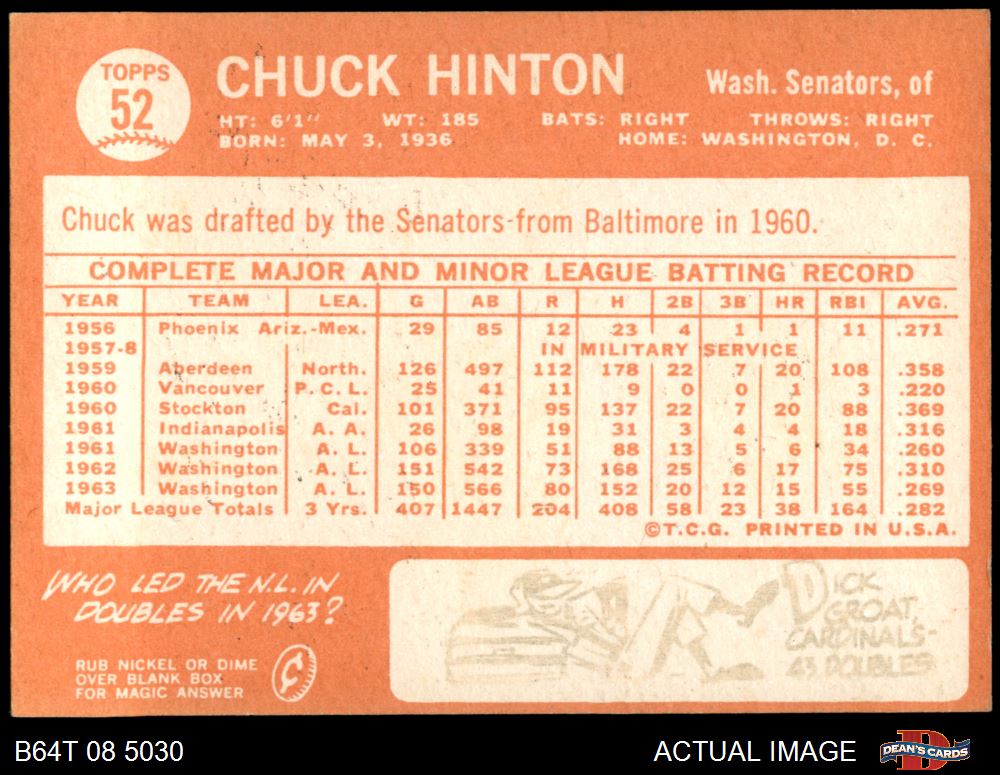 TOPPS
52
CHUCK HINTON
Wash. Senators, of
HT: 6'1" WT: 185 BATS: RIGHT THROWS: RIGHT
BORN: MAY 3, 1936 HOME: WASHINGTON, D. C.
Chuck was drafted by the Senators from Baltimore in 1960.
COMPLETE MAJOR AND MINOR LEAGUE BATTING RECORD
YEAR TEAM LEA. G AB R H 2B 3B HR RBI AVG.
1956 Phoenix Ariz.-Mex. 29 85 12 23 4 1 1 11 .271
1957-8 IN MILITARY SERVICE
1959 Aberdeen North. 126 497 112 178 22 7 20 108 .358
1960 Vancouver P.C.L. 25 41 11 9 0 0 1 3 .220
1960 Stockton Cal. 101 371 95 137 22 7 20 88 .369
1961 Indianapolis A. A. 26 98 19 31 3 4 4 18 .316
1961 Washington A. L. 106 339 51 88 13 5 6 34 .260
1962 Washington A. L. 151 542 73 168 25 6 17 75 .310
1963 Washington A. L. 150 566 80 152 20 12 15 55 .269
Major League Totals 3 Yrs. 407 1447 204 408 58 23 38 164 .282
©T.C.G. PRINTED IN U.S.A.
WHO LED THE N.L. IN
DOUBLES IN 1963?
RUB NICKEL OR DIME
OVER BLANK BOX
FOR MAGIC ANSWER
DICK
GROAT,
CARDINALS-
43 DOUBLES
B64T 08 5030
ACTUAL IMAGE
DEAN'S CARDS